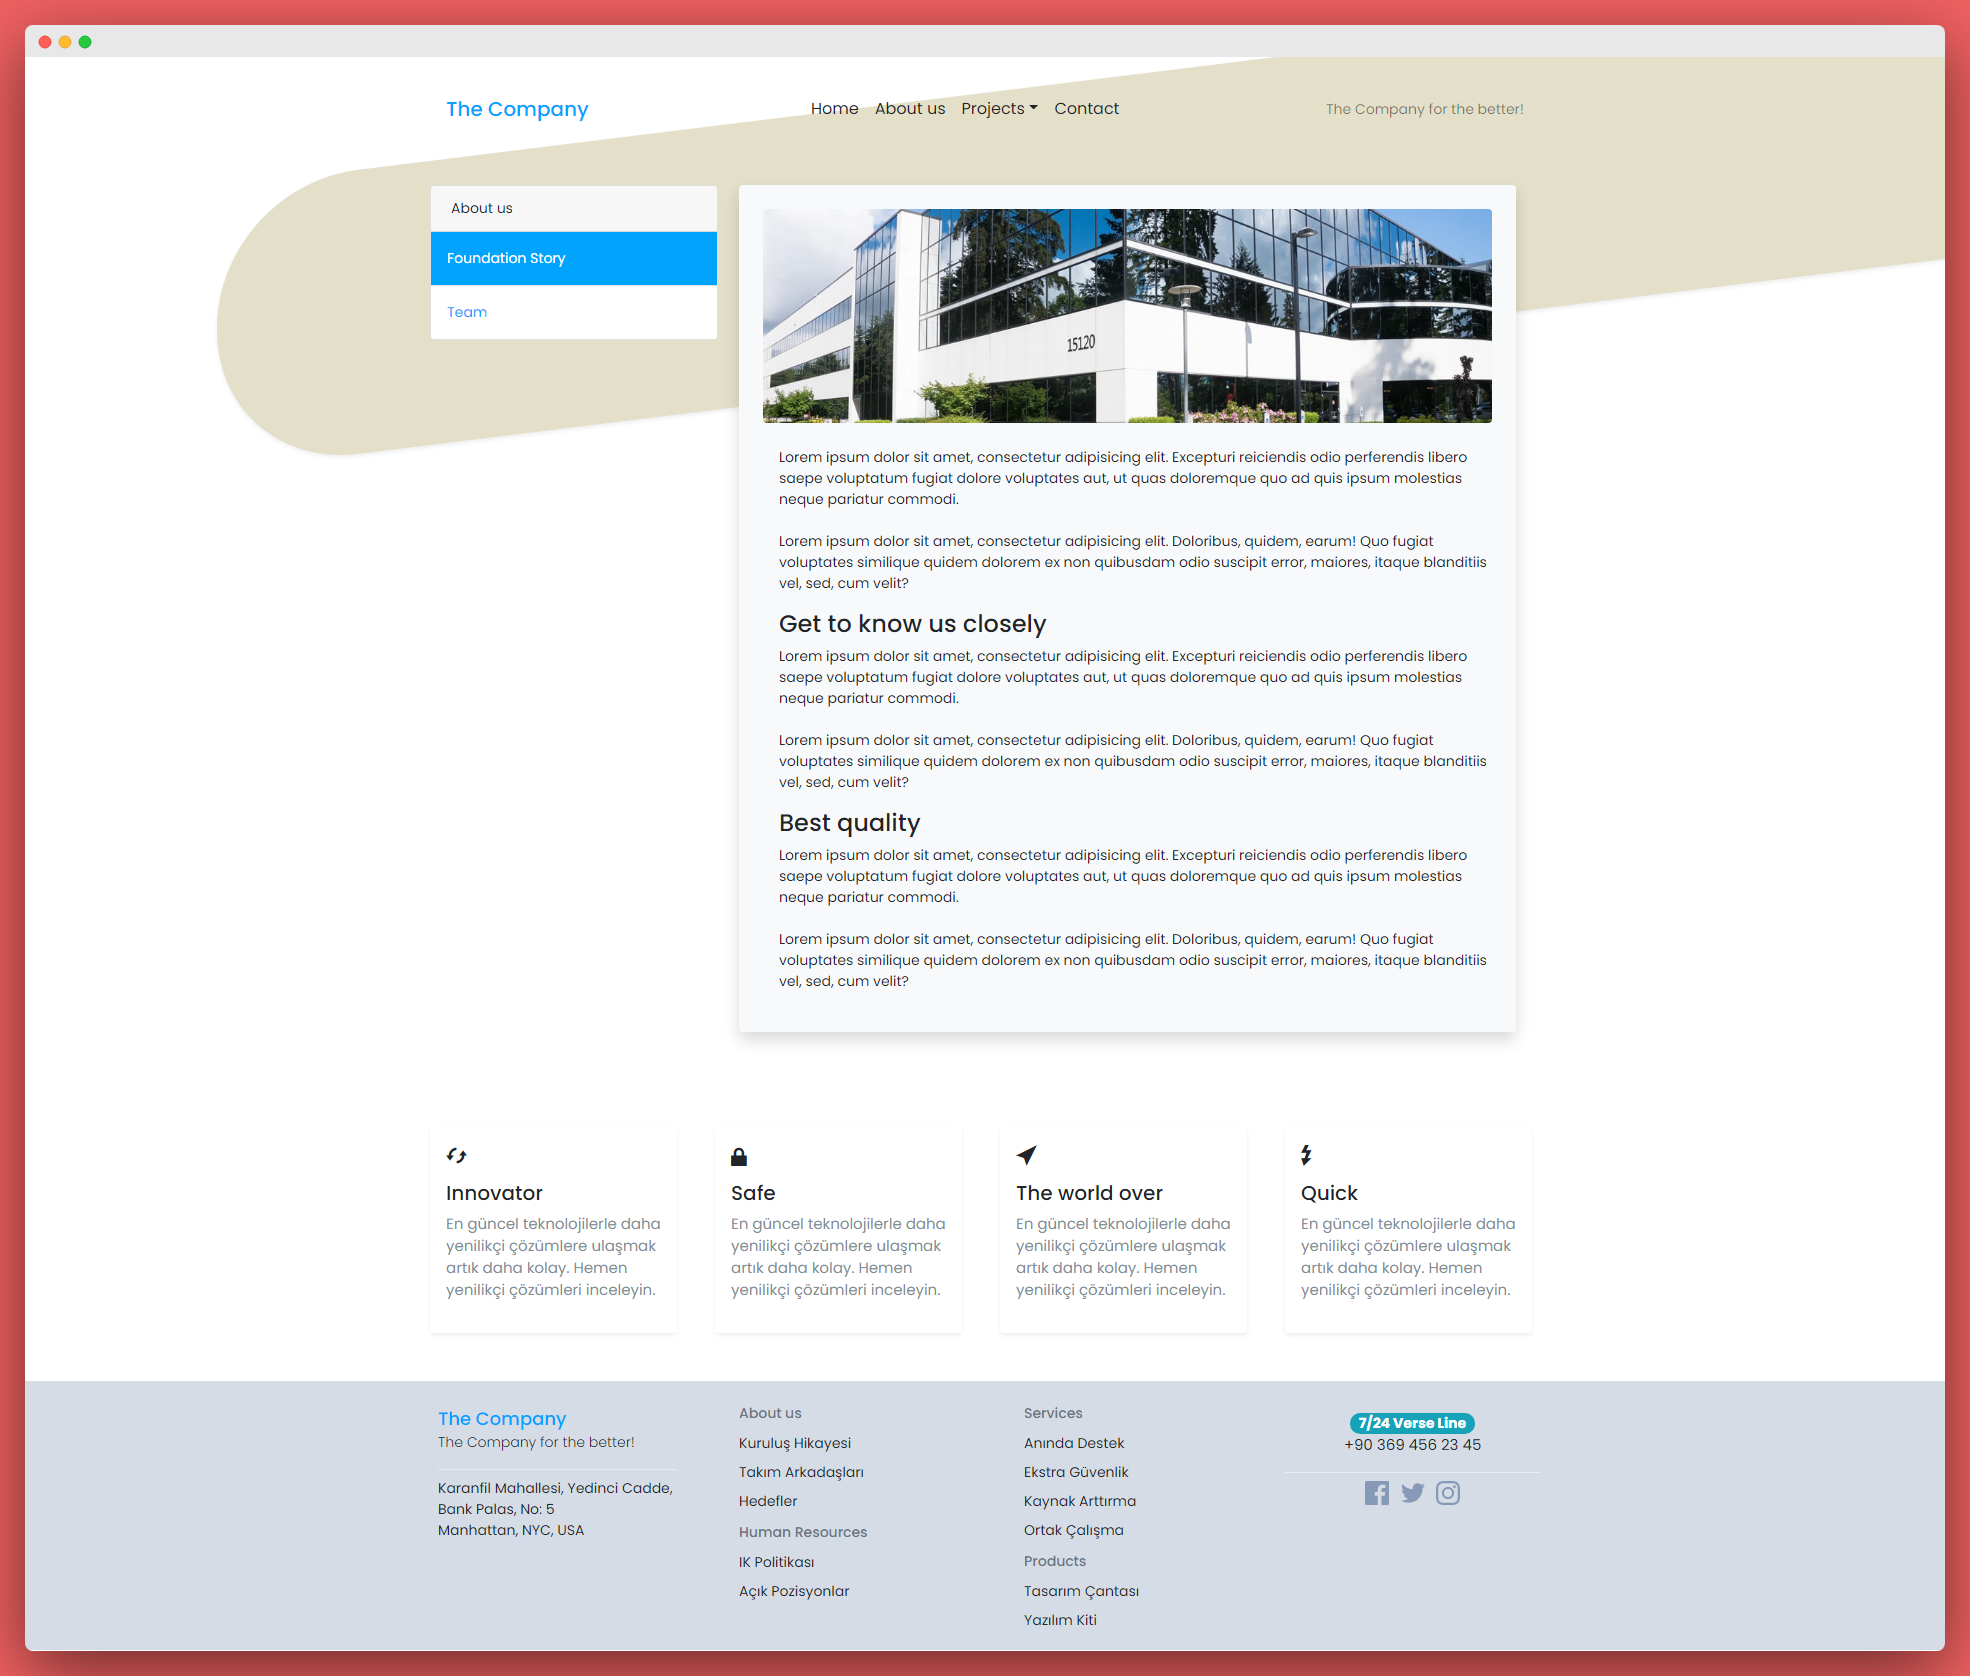 The Company
Home
About us
Projects
Contact
The Company for the better!
About us
Foundation Story
Team
15120
Lorem ipsum dolor sit amet, consectetur adipisicing elit. Excepturi reiciendis odio perferendis libero
saepe voluptatum fugiat dolore voluptates aut, ut quas doloremque quo ad quis ipsum molestias
neque pariatur commodi.
Lorem ipsum dolor sit amet, consectetur adipisicing elit. Doloribus, quidem, earum! Quo fugiat
voluptates similique quidem dolorem ex non quibusdam odio suscipit error, maiores, itaque blanditiis
vel, sed, cum velit?
Get to know us closely
Lorem ipsum dolor sit amet, consectetur adipisicing elit. Excepturi reiciendis odio perferendis libero
saepe voluptatum fugiat dolore voluptates aut, ut quas doloremque quo ad quis ipsum molestias
neque pariatur commodi.
Lorem ipsum dolor sit amet, consectetur adipisicing elit. Doloribus, quidem, earum! Quo fugiat
voluptates similique quidem dolorem ex non quibusdam odio suscipit error, maiores, itaque blanditiis
vel, sed, cum velit?
Best quality
Lorem ipsum dolor sit amet, consectetur adipisicing elit. Excepturi reiciendis odio perferendis libero
saepe voluptatum fugiat dolore voluptates aut, ut quas doloremque quo ad quis ipsum molestias
neque pariatur commodi.
Lorem ipsum dolor sit amet, consectetur adipisicing elit. Doloribus, quidem, earum! Quo fugiat
voluptates similique quidem dolorem ex non quibusdam odio suscipit error, maiores, itaque blanditiis
vel, sed, cum velit?
Innovator
En güncel teknolojilerle daha
yenilikçi çözümlere ulaşmak
artık daha kolay. Hemen
yenilikçi çözümleri inceleyin.
Safe
En güncel teknolojilerle daha
yenilikçi çözümlere ulaşmak
artık daha kolay. Hemen
yenilikçi çözümleri inceleyin.
The world over
En güncel teknolojilerle daha
yenilikçi çözümlere ulaşmak
artık daha kolay. Hemen
yenilikçi çözümleri inceleyin.
Quick
En güncel teknolojilerle daha
yenilikçi çözümlere ulaşmak
artık daha kolay. Hemen
yenilikçi çözümleri inceleyin.
The Company
The Company for the better!
Karanfil Mahallesi, Yedinci Cadde,
Bank Palas, No: 5
Manhattan, NYC, USA
About us
Kuruluş Hikayesi
Takım Arkadaşları
Hedefler
Human Resources
IK Politikası
Açık Pozisyonlar
Services
Anında Destek
Ekstra Güvenlik
Kaynak Arttırma
Ortak Çalışma
Products
Tasarım Çantası
Yazılım Kiti
7/24 Verse Line
+90 369 456 23 45